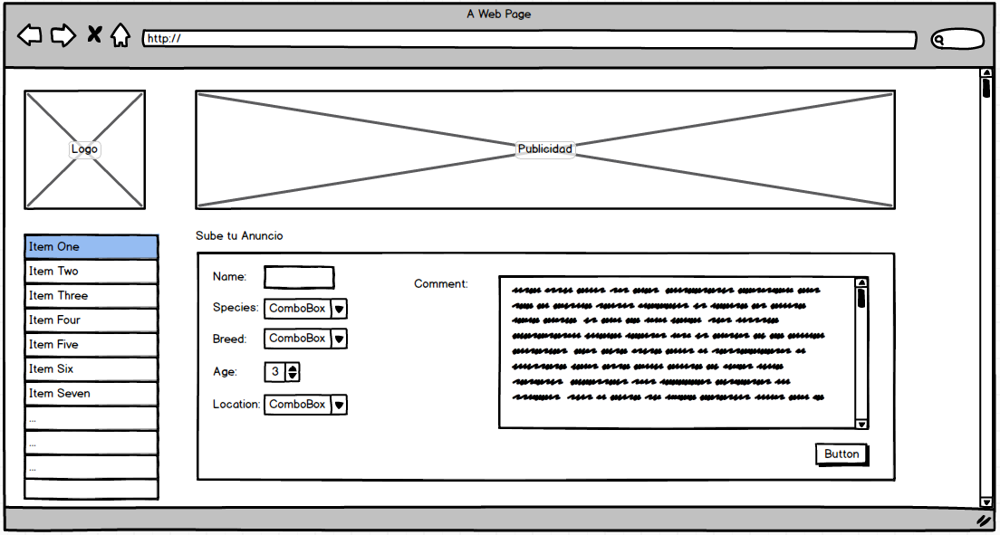 A Web Page
http://
Logo
Publicidad
Item One
Item Two
Item Three
Item Four
Item Five
Item Six
Item Seven
...
...
...
Sube tu Anuncio
Name:
Species: ComboBox
Breed: ComboBox
Age: 3
Location: ComboBox
Comment:
Button